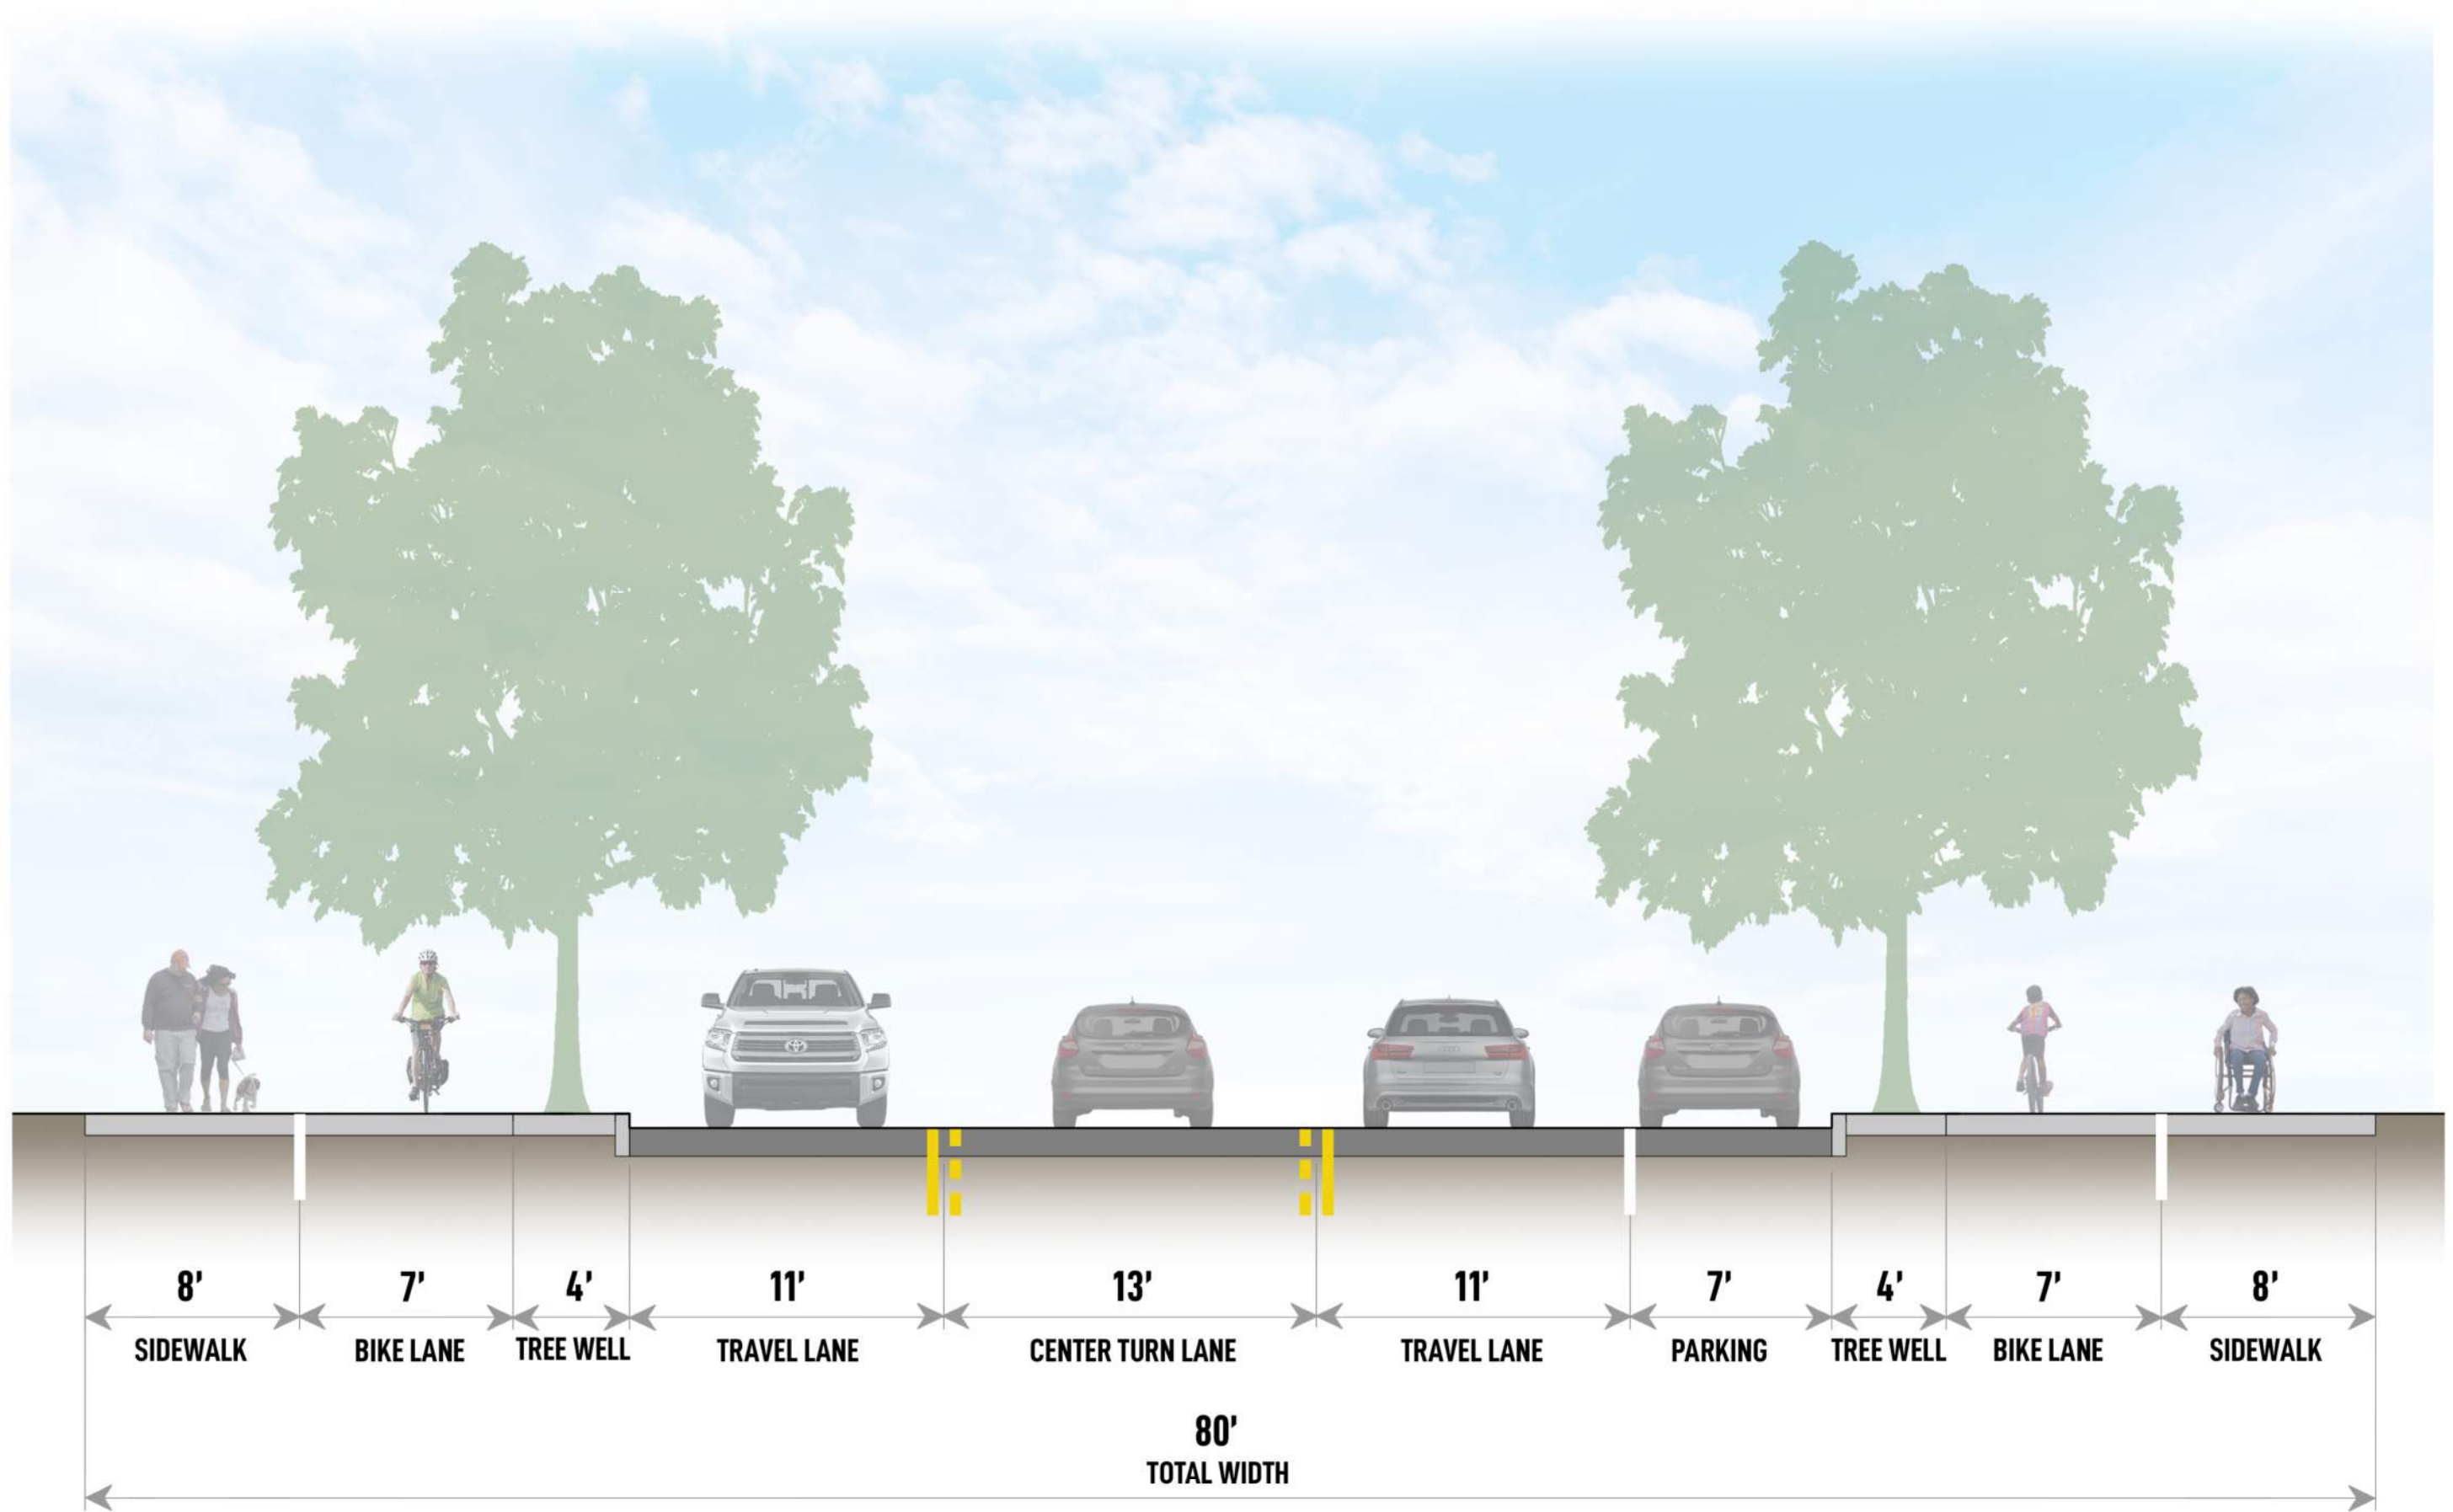 8' 7' 4' 11' 13' 11' 7' 4' 7' 8'
SIDEWALK BIKE LANE TREE WELL TRAVEL LANE CENTER TURN LANE TRAVEL LANE PARKING TREE WELL BIKE LANE SIDEWALK
80'
TOTAL WIDTH